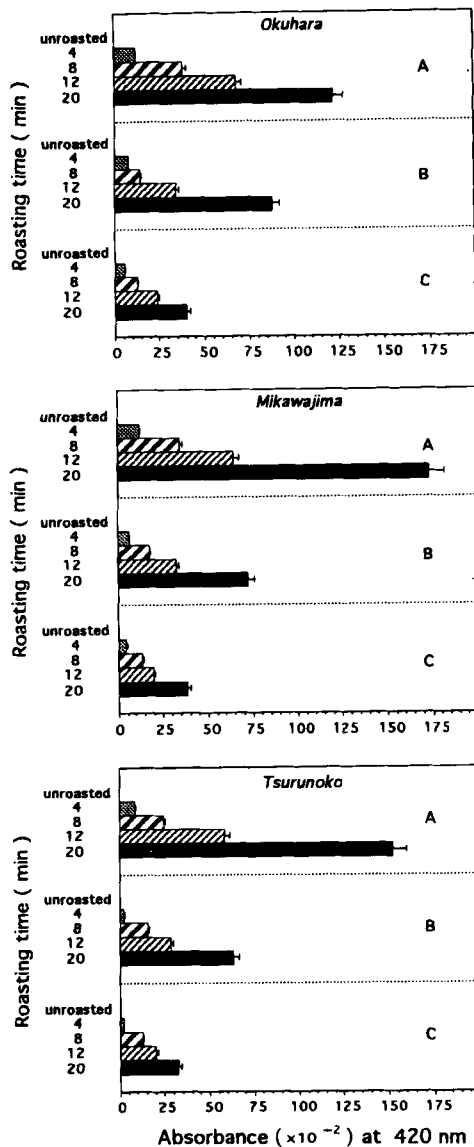 Okuhara
Roasting time ( min )
unroasted
4
8
12
20
A
unroasted
4
8
12
20
B
unroasted
4
8
12
20
C
0 25 50 75 100 125 150 175
Mikawajima
Roasting time ( min )
unroasted
4
8
12
20
A
unroasted
4
8
12
20
B
unroasted
4
8
12
20
C
0 25 50 75 100 125 150 175
Tsurunoko
Roasting time ( min )
unroasted
4
8
12
20
A
unroasted
4
8
12
20
B
unroasted
4
8
12
20
C
0 25 50 75 100 125 150 175
Absorbance ( ×10⁻² ) at 420 nm